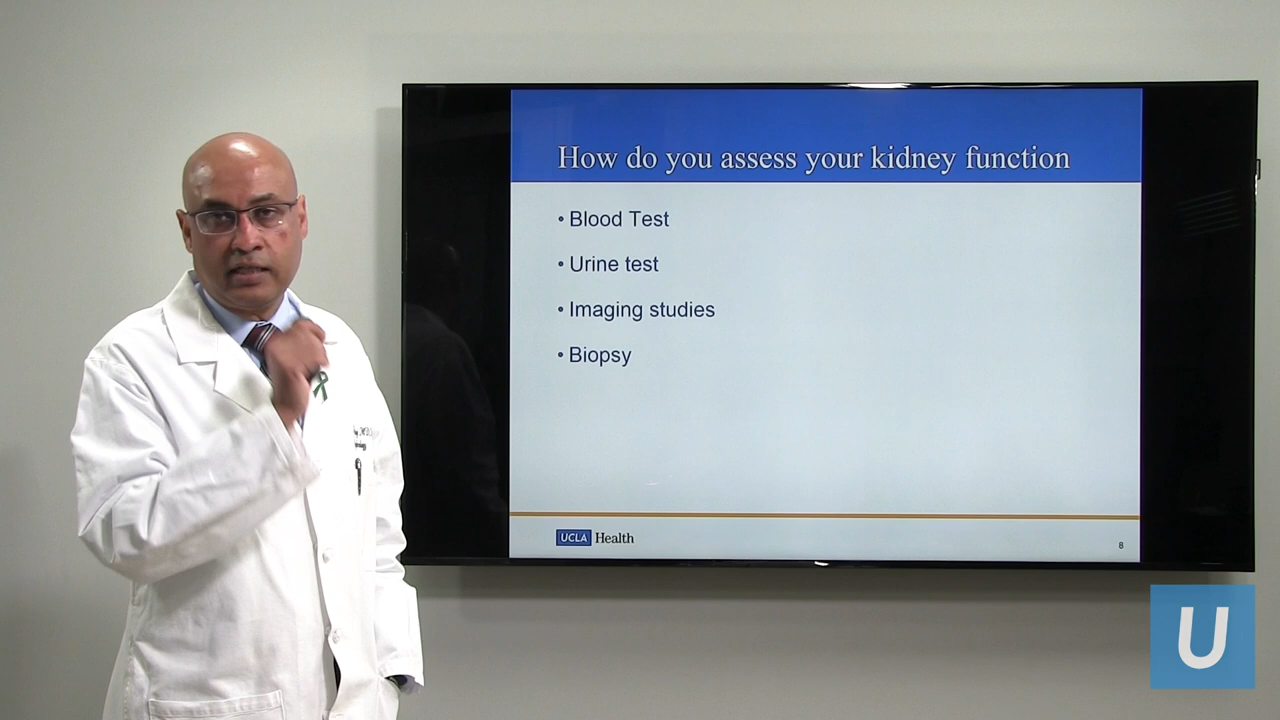 How do you assess your kidney function
• Blood Test
• Urine test
• Imaging studies
• Biopsy
UCLA Health
8
U